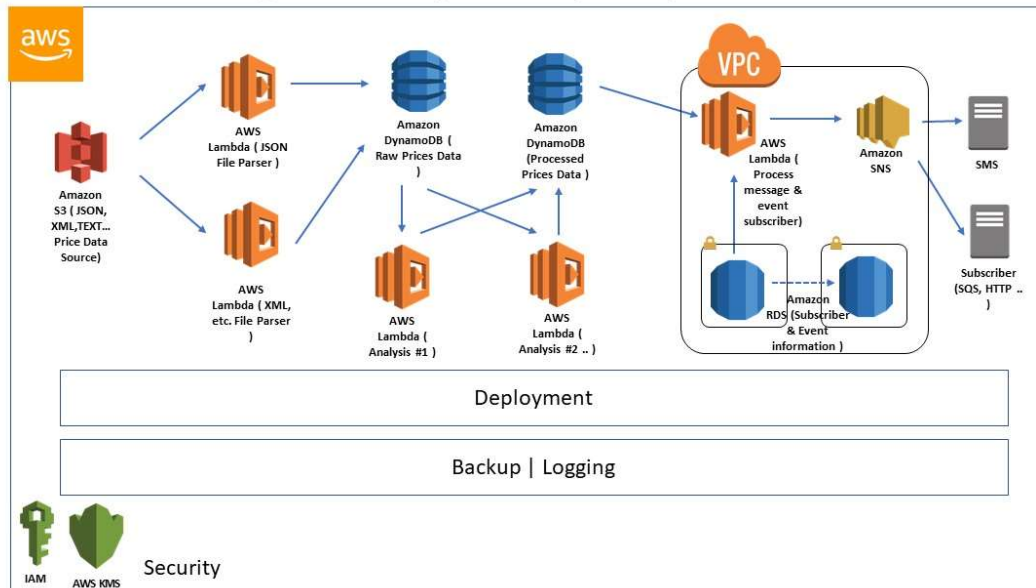 aws
VPC
AWS
Lambda ( JSON
File Parser )
Amazon
DynamoDB (
Raw Prices Data
)
Amazon
DynamoDB
(Processed
Prices Data )
AWS
Lambda (
Process
message &
event
subscriber)
Amazon
SNS
SMS
Amazon
S3 ( JSON,
XML,TEXT...
Price Data
Source)
AWS
Lambda ( XML,
etc. File Parser )
AWS
Lambda (
Analysis #1 )
AWS
Lambda (
Analysis #2 .. )
Amazon
RDS (Subscriber
& Event
information )
Subscriber
(SQS, HTTP ..
)
Deployment
Backup | Logging
IAM
AWS KMS
Security